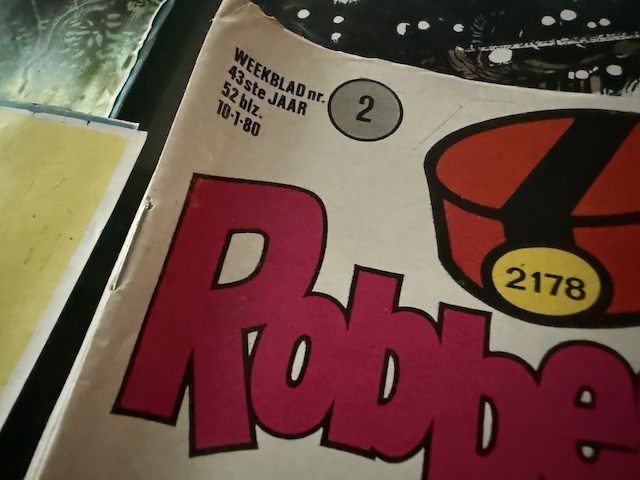 WEEKBLAD nr.
43ste JAAR
52 blz.
10-1-80
2
2178
Robbe